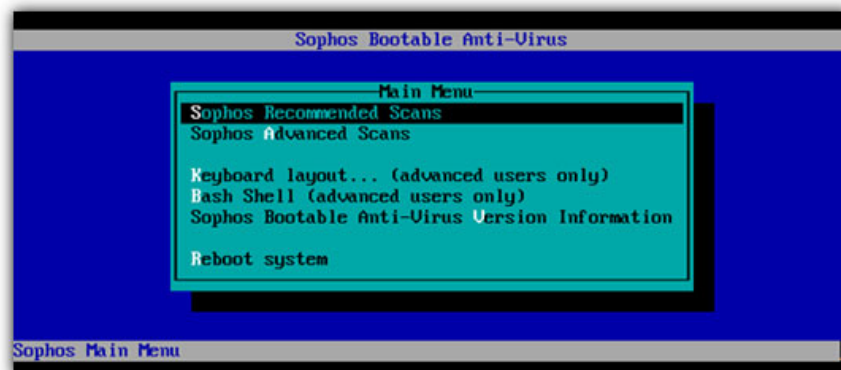 Sophos Bootable Anti-Virus
Main Menu
Sophos Recommended Scans
Sophos Advanced Scans
Keyboard layout... (advanced users only)
Bash Shell (advanced users only)
Sophos Bootable Anti-Virus Version Information
Reboot system
Sophos Main Menu